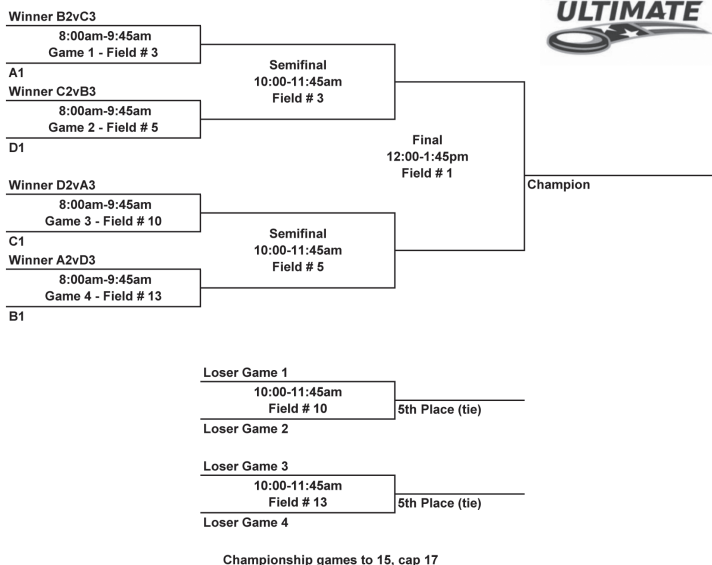 ULTIMATE
Winner B2vC3
8:00am-9:45am
Game 1 - Field # 3
A1
Winner C2vB3
8:00am-9:45am
Game 2 - Field # 5
D1
Semifinal
10:00-11:45am
Field # 3
Final
12:00-1:45pm
Field # 1
Champion
Winner D2vA3
8:00am-9:45am
Game 3 - Field # 10
C1
Winner A2vD3
8:00am-9:45am
Game 4 - Field # 13
B1
Semifinal
10:00-11:45am
Field # 5
Loser Game 1
10:00-11:45am
Field # 10
5th Place (tie)
Loser Game 2
Loser Game 3
10:00-11:45am
Field # 13
5th Place (tie)
Loser Game 4
Championship games to 15, cap 17